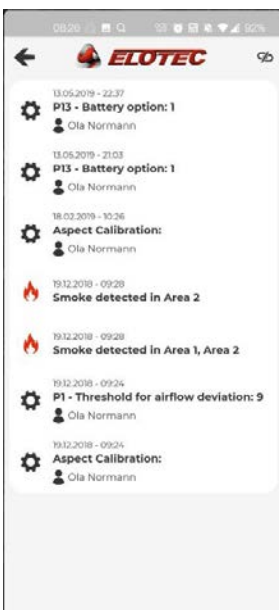 08:26
92%
ELOTEC
13.05.2019 - 22:37
P13 - Battery option: 1
Ola Normann
13.05.2019 - 21:03
P13 - Battery option: 1
Ola Normann
18.02.2019 - 10:26
Aspect Calibration:
Ola Normann
19.12.2018 - 09:28
Smoke detected in Area 2
19.12.2018 - 09:28
Smoke detected in Area 1, Area 2
19.12.2018 - 09:24
P1 - Threshold for airflow deviation: 9
Ola Normann
19.12.2018 - 09:24
Aspect Calibration:
Ola Normann